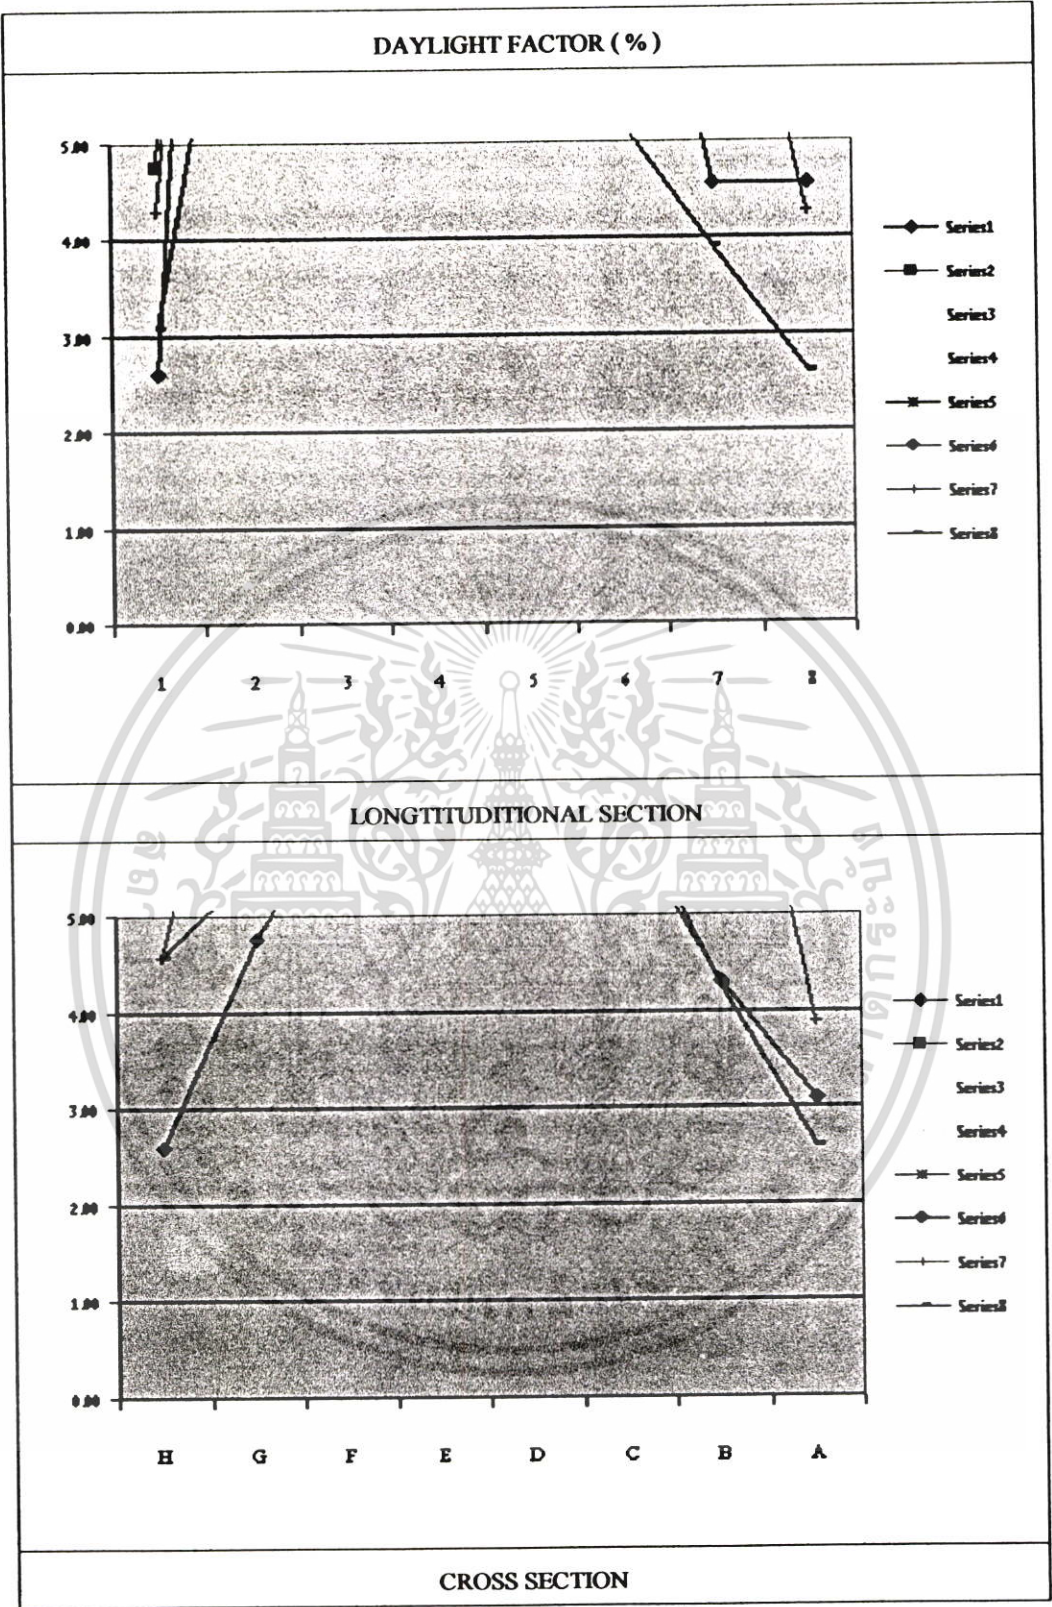 DAYLIGHT FACTOR ( % )
5.00
4.00
3.00
2.00
1.00
0.00
1 2 3 4 5 6 7 8
Series1
Series2
Series3
Series4
Series5
Series6
Series7
Series8
LONGTITUDITIONAL SECTION
5.00
4.00
3.00
2.00
1.00
0.00
H G F E D C B A
Series1
Series2
Series3
Series4
Series5
Series6
Series7
Series8
CROSS SECTION